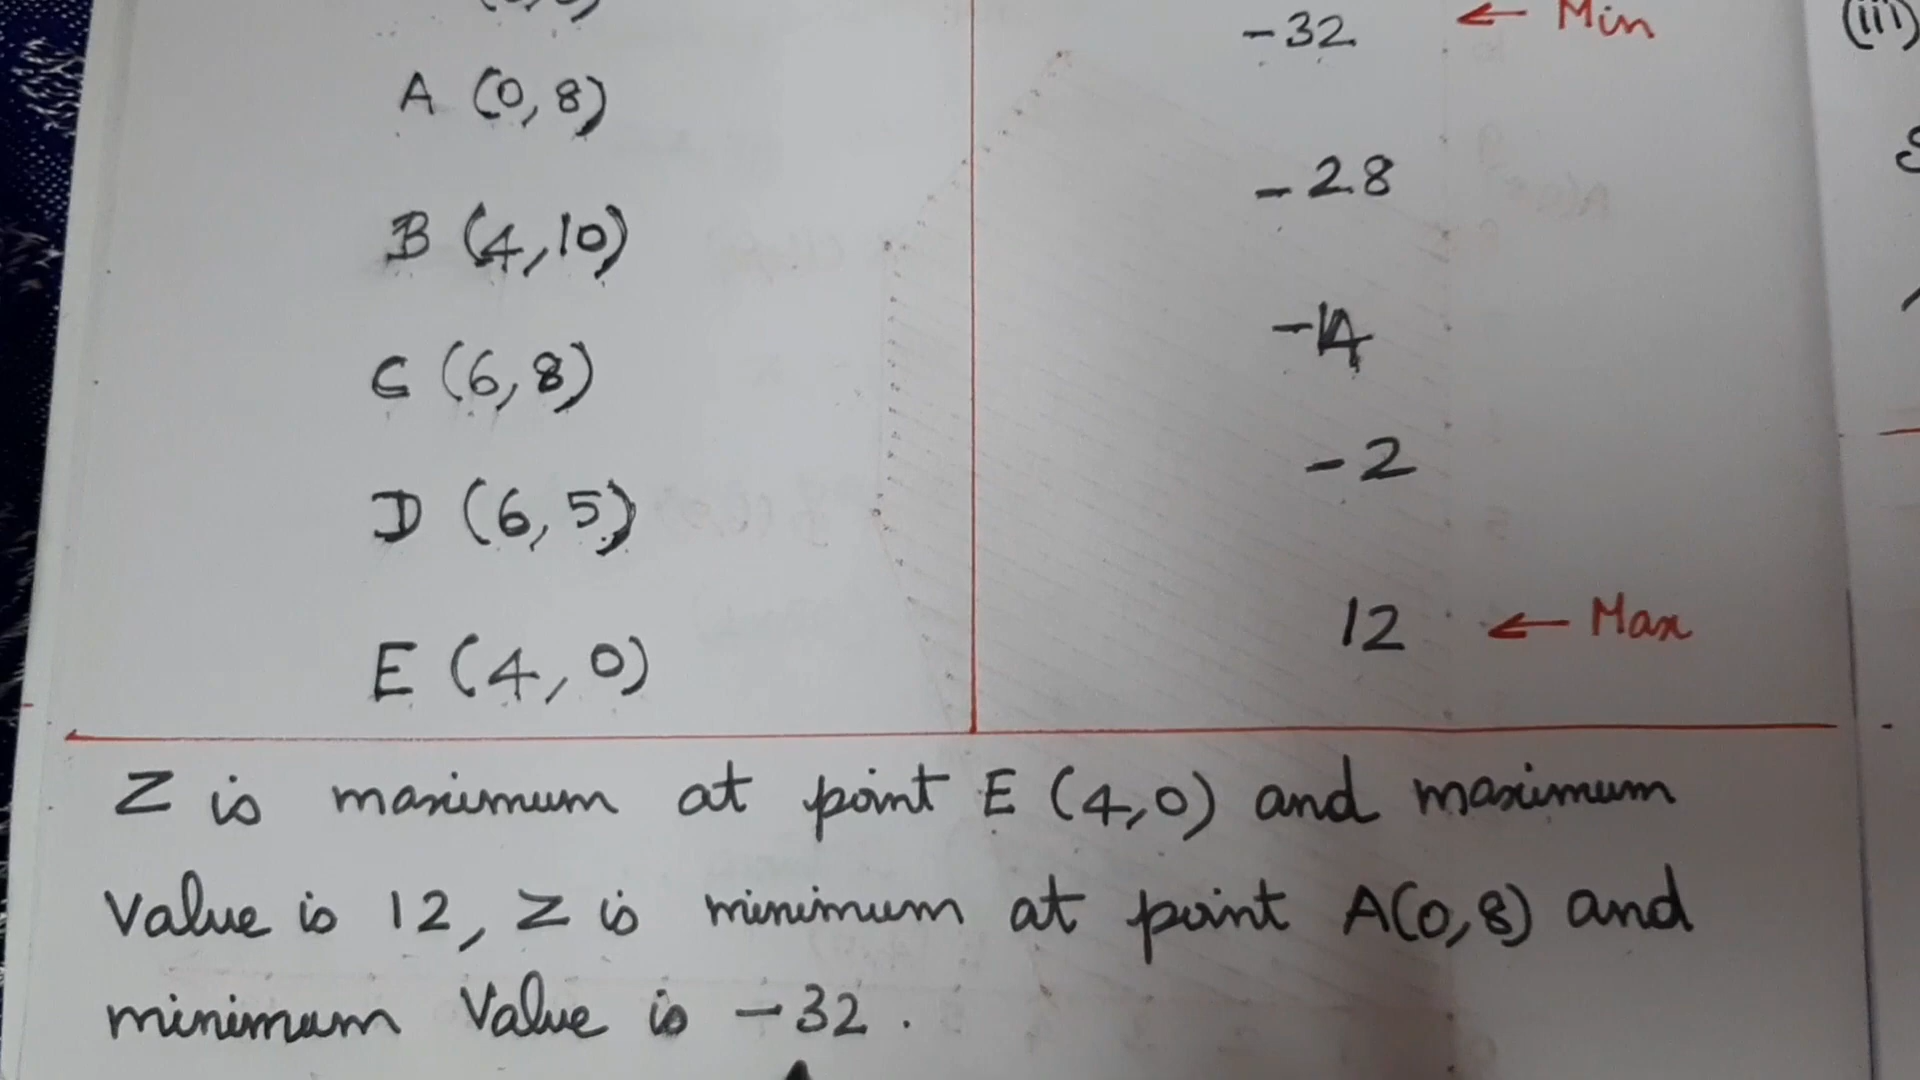 -32 ← Min (iii)
A (0,8)
-28
B (4,10)
-14
C (6,8)
-2
D (6,5)
12 ← Max
E (4,0)
Z is maximum at point E (4,0) and maximum
Value is 12, Z is minimum at point A(0,8) and
minimum Value is -32.